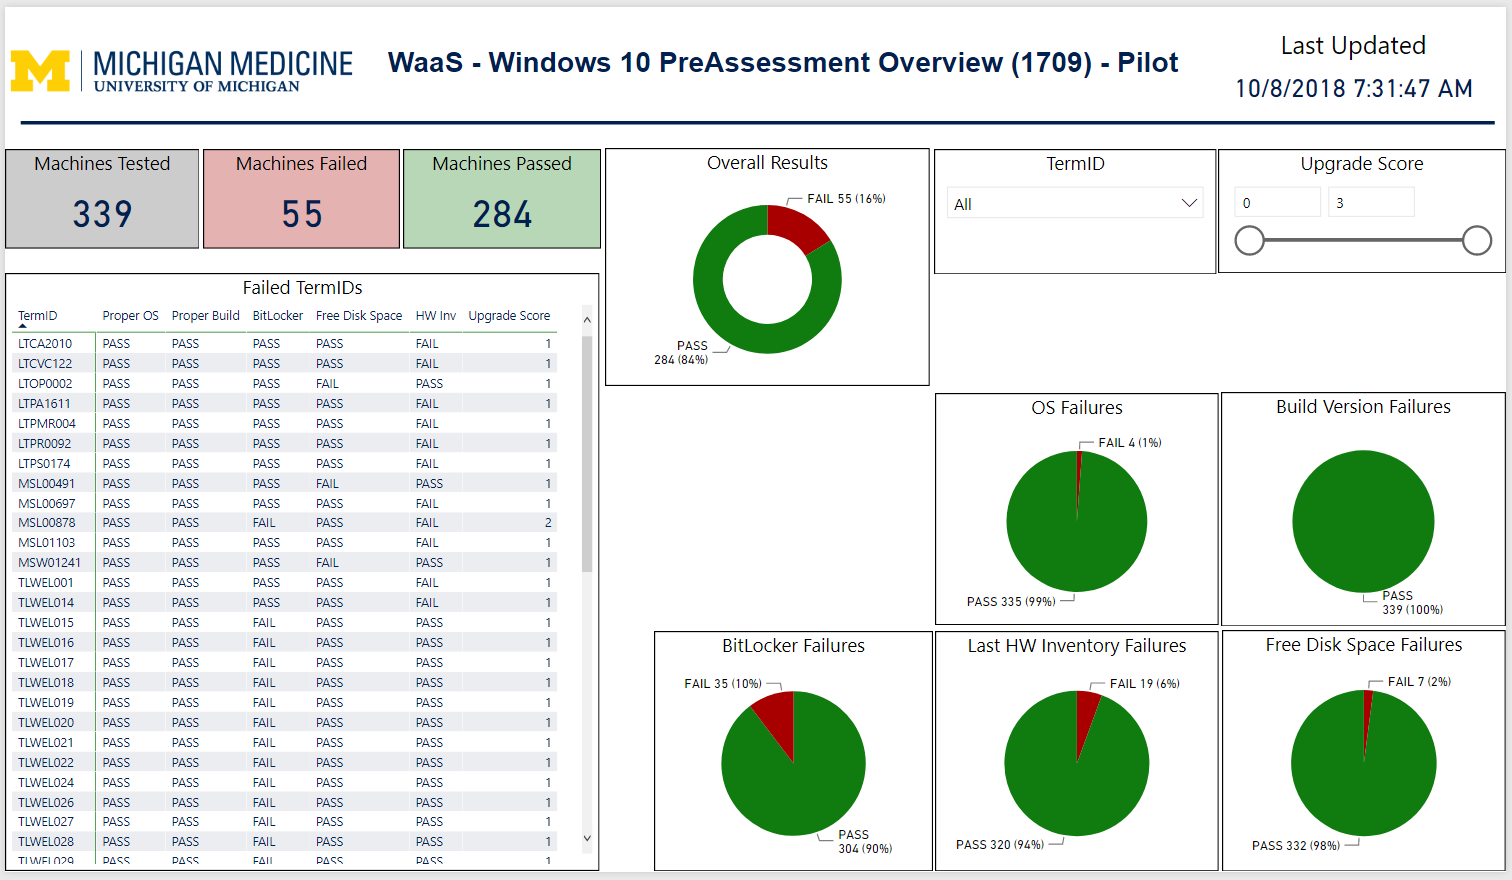 MICHIGAN MEDICINE
UNIVERSITY OF MICHIGAN
WaaS - Windows 10 PreAssessment Overview (1709) - Pilot
Last Updated
10/8/2018 7:31:47 AM
Machines Tested
339
Machines Failed
55
Machines Passed
284
Overall Results
FAIL 55 (16%)
PASS
284 (84%)
TermID
All
Upgrade Score
0 3
Failed TermIDs
TermID Proper OS Proper Build BitLocker Free Disk Space HW Inv Upgrade Score
LTCA2010 PASS PASS PASS PASS FAIL 1
LTCVC122 PASS PASS PASS PASS FAIL 1
LTOP0002 PASS PASS PASS FAIL PASS 1
LTPA1611 PASS PASS PASS PASS FAIL 1
LTPMR004 PASS PASS PASS PASS FAIL 1
LTPR0092 PASS PASS PASS PASS FAIL 1
LTPS0174 PASS PASS PASS PASS FAIL 1
MSL00491 PASS PASS PASS FAIL PASS 1
MSL00697 PASS PASS PASS PASS FAIL 1
MSL00878 PASS PASS FAIL PASS FAIL 2
MSL01103 PASS PASS PASS PASS FAIL 1
MSW01241 PASS PASS PASS FAIL PASS 1
TLWEL001 PASS PASS PASS PASS FAIL 1
TLWEL014 PASS PASS PASS PASS FAIL 1
TLWEL015 PASS PASS FAIL PASS PASS 1
TLWEL016 PASS PASS FAIL PASS PASS 1
TLWEL017 PASS PASS FAIL PASS PASS 1
TLWEL018 PASS PASS FAIL PASS PASS 1
TLWEL019 PASS PASS FAIL PASS PASS 1
TLWEL020 PASS PASS FAIL PASS PASS 1
TLWEL021 PASS PASS FAIL PASS PASS 1
TLWEL022 PASS PASS FAIL PASS PASS 1
TLWEL024 PASS PASS FAIL PASS PASS 1
TLWEL026 PASS PASS FAIL PASS PASS 1
TLWEL027 PASS PASS FAIL PASS PASS 1
TLWEL028 PASS PASS FAIL PASS PASS 1
TLWEL029 PASS PASS FAIL PASS PASS 1
OS Failures
FAIL 4 (1%)
PASS 335 (99%)
Build Version Failures
PASS
339 (100%)
BitLocker Failures
FAIL 35 (10%)
PASS
304 (90%)
Last HW Inventory Failures
FAIL 19 (6%)
PASS 320 (94%)
Free Disk Space Failures
FAIL 7 (2%)
PASS 332 (98%)